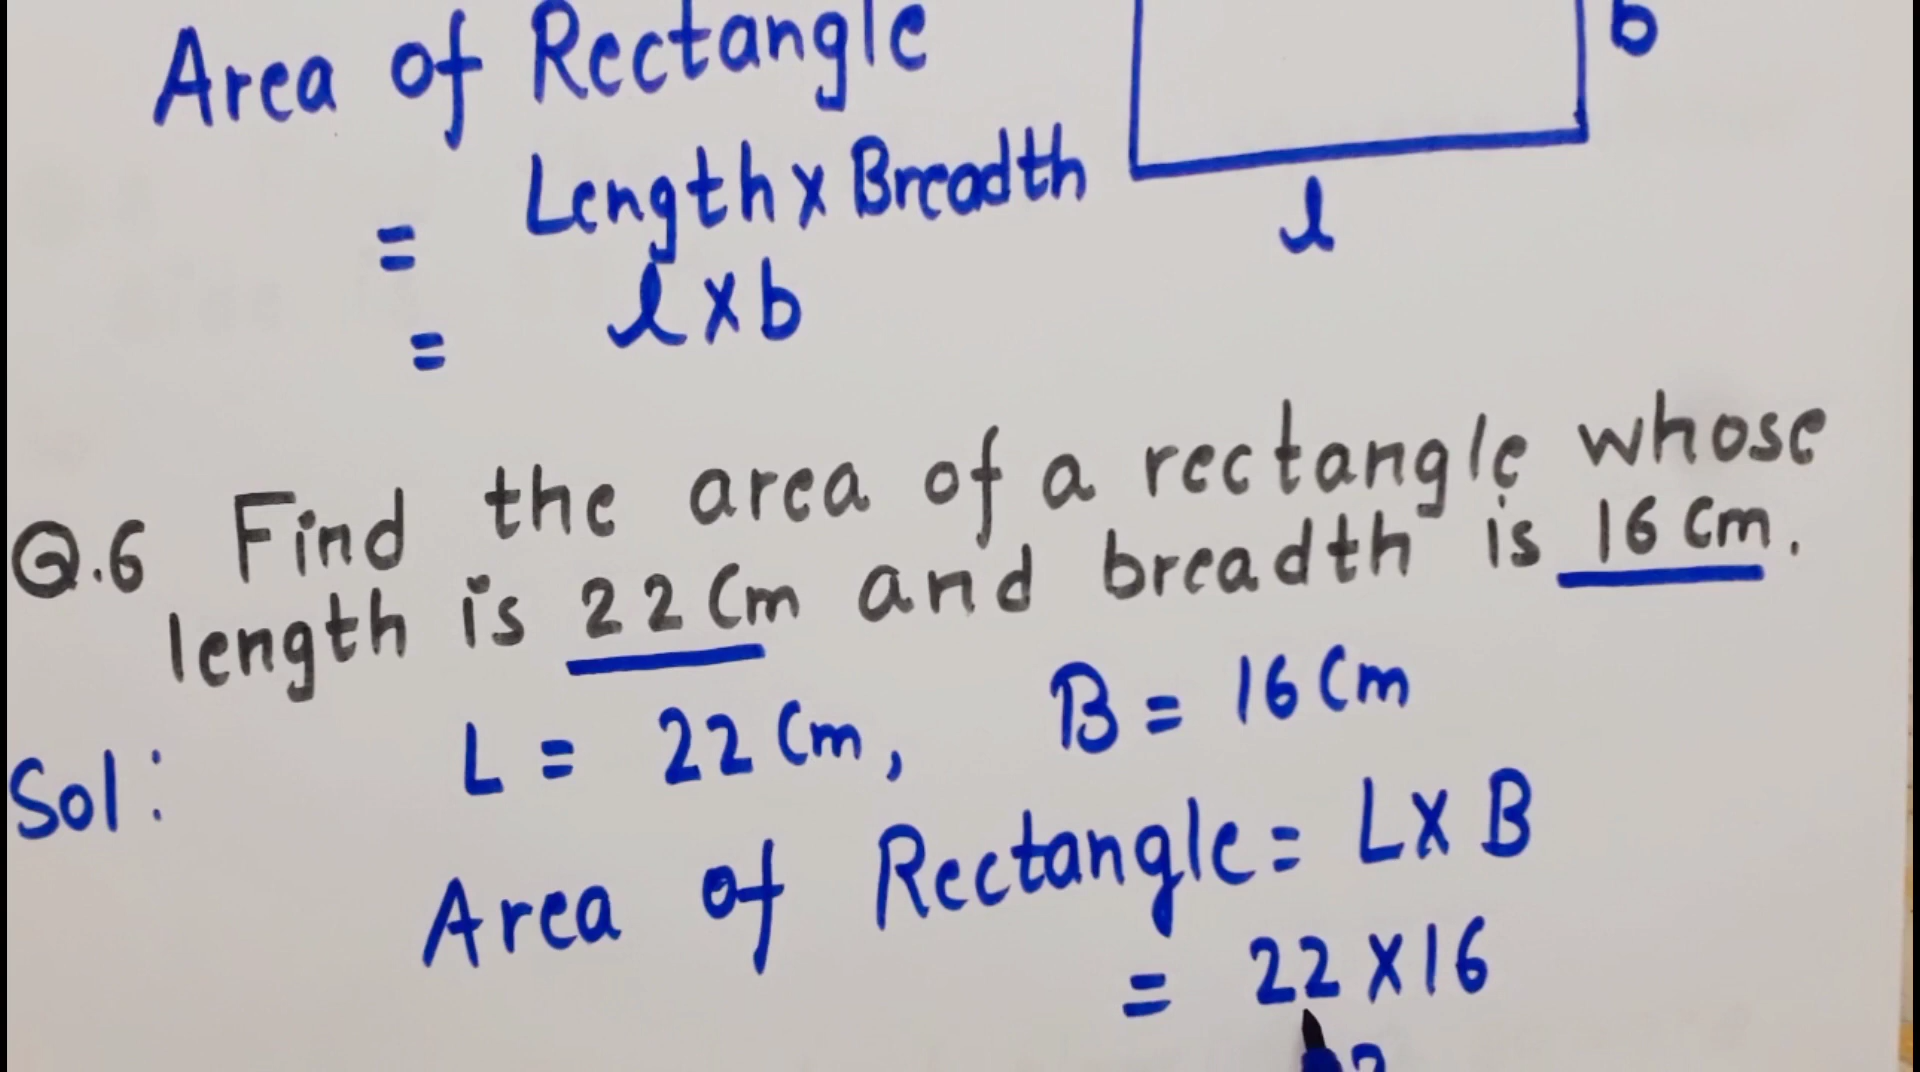 Area of Rectangle
b
= Length x Breadth
l
= l x b
Q.6 Find the area of a rectangle whose
length is 22 Cm and breadth is 16 Cm.
Sol: L = 22 Cm, B = 16 Cm
Area of Rectangle = L x B
= 22 x 16